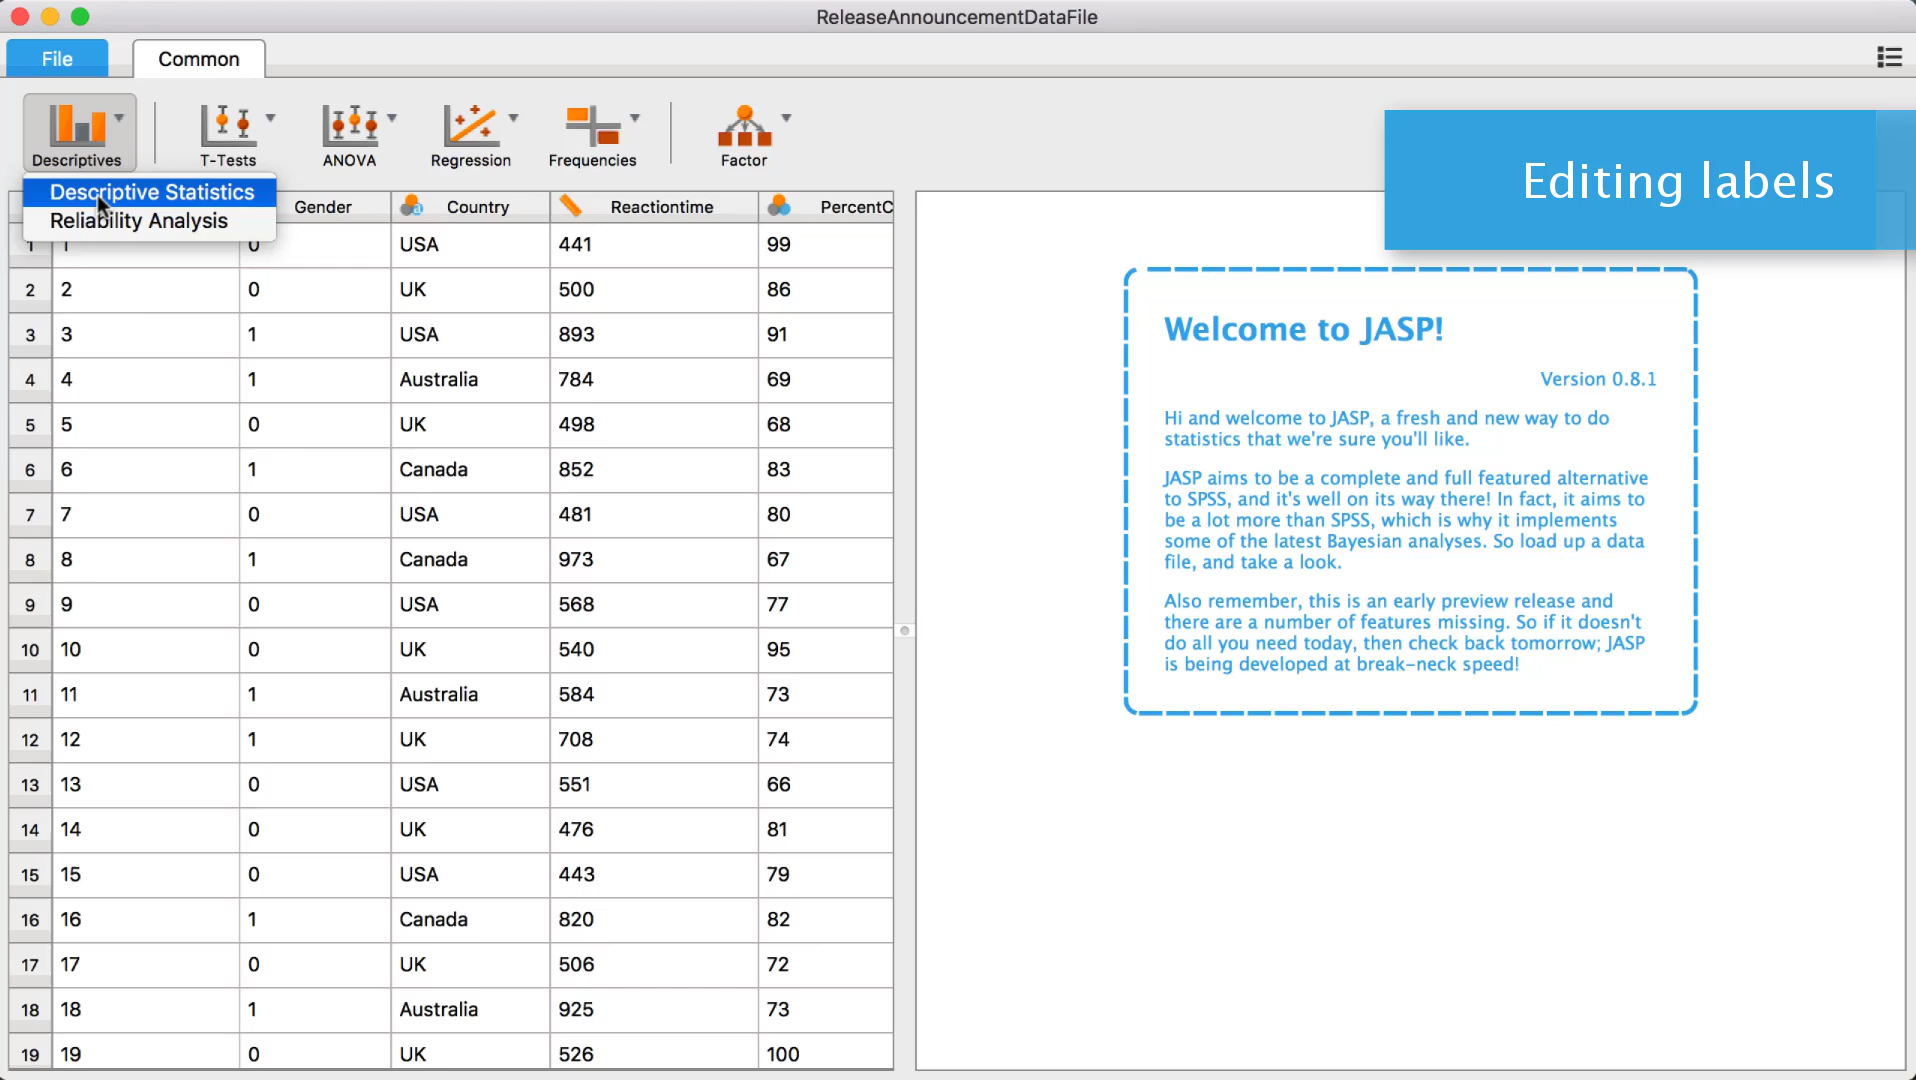 ReleaseAnnouncementDataFile
File Common
Descriptives T-Tests ANOVA Regression Frequencies Factor
Editing labels
Descriptive Statistics
Reliability Analysis
Gender Country Reactiontime PercentC
1 1 0 USA 441 99
2 2 0 UK 500 86
3 3 1 USA 893 91
4 4 1 Australia 784 69
5 5 0 UK 498 68
6 6 1 Canada 852 83
7 7 0 USA 481 80
8 8 1 Canada 973 67
9 9 0 USA 568 77
10 10 0 UK 540 95
11 11 1 Australia 584 73
12 12 1 UK 708 74
13 13 0 USA 551 66
14 14 0 UK 476 81
15 15 0 USA 443 79
16 16 1 Canada 820 82
17 17 0 UK 506 72
18 18 1 Australia 925 73
19 19 0 UK 526 100
Welcome to JASP!
Version 0.8.1
Hi and welcome to JASP, a fresh and new way to do
statistics that we're sure you'll like.
JASP aims to be a complete and full featured alternative
to SPSS, and it's well on its way there! In fact, it aims to
be a lot more than SPSS, which is why it implements
some of the latest Bayesian analyses. So load up a data
file, and take a look.
Also remember, this is an early preview release and
there are a number of features missing. So if it doesn't
do all you need today, then check back tomorrow; JASP
is being developed at break-neck speed!